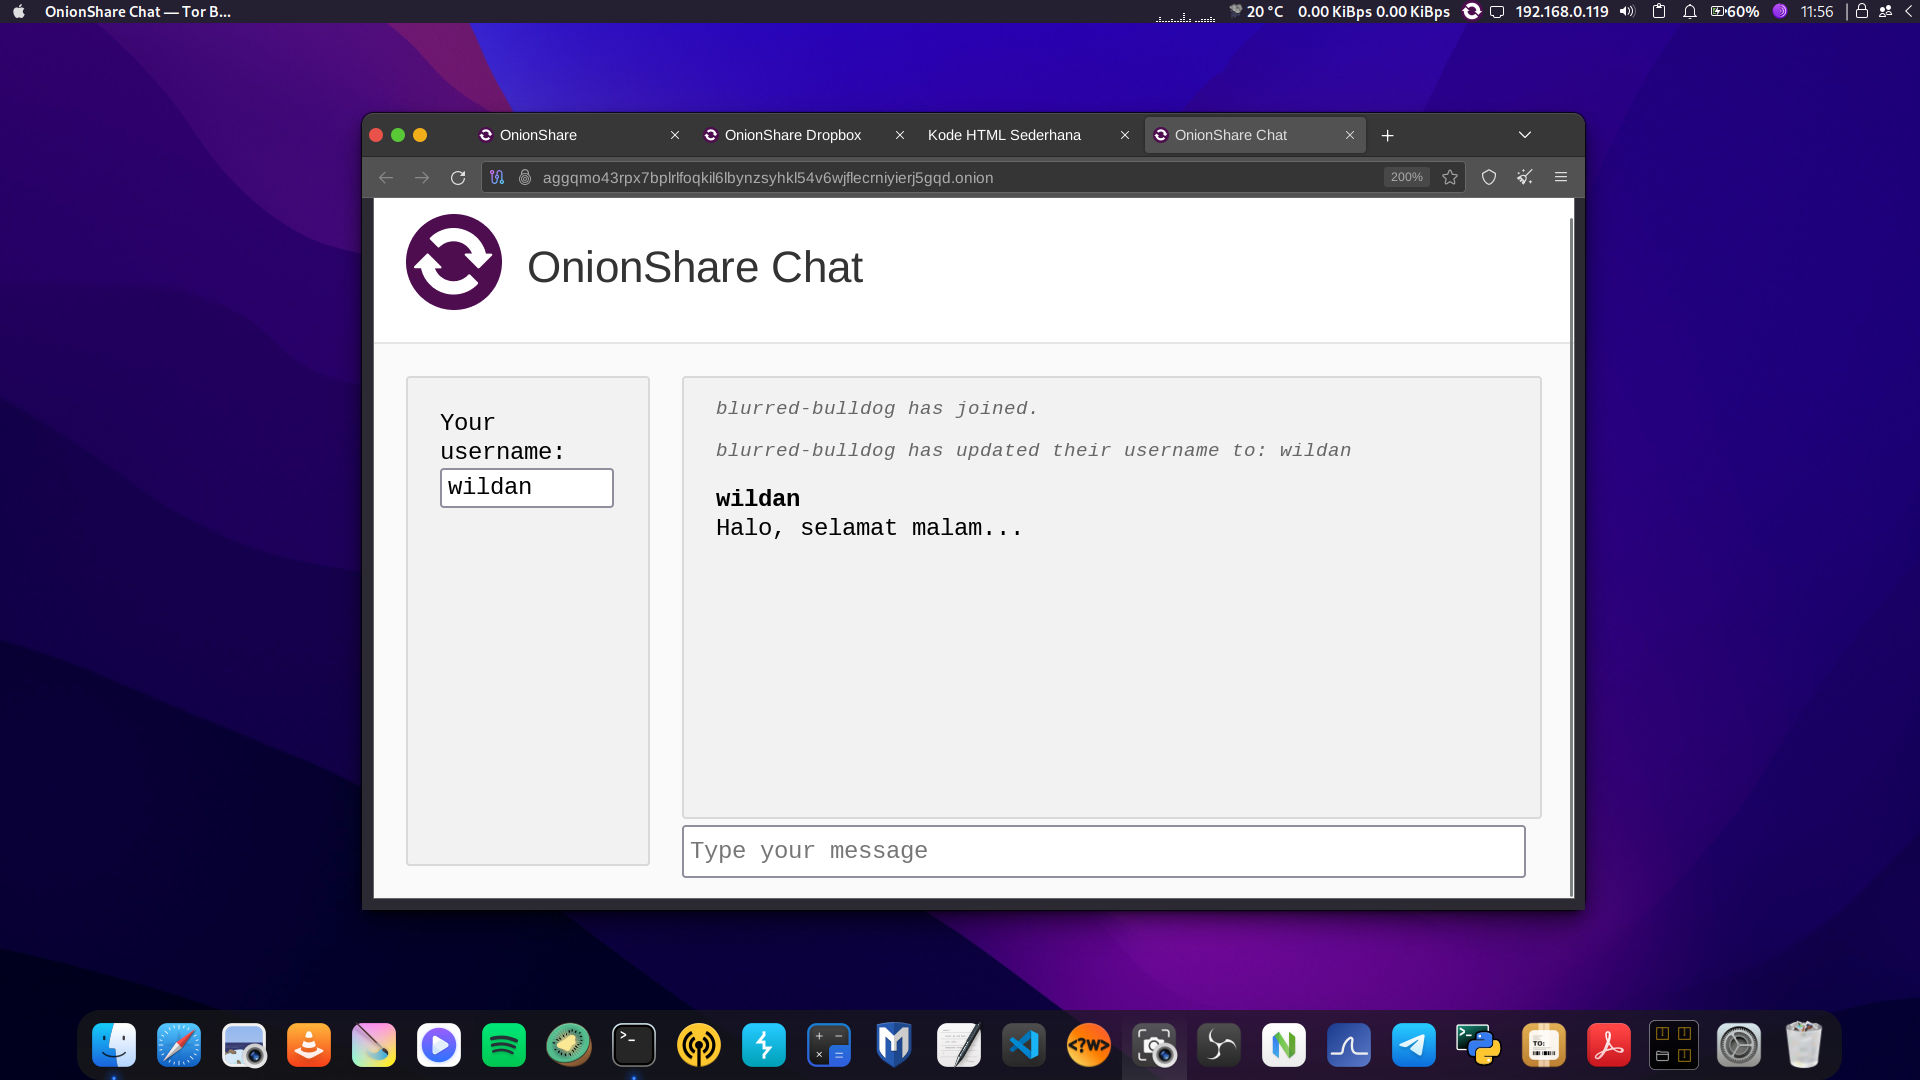 OnionShare Chat — Tor B...
20 °C
0.00 KiBps 0.00 KiBps
192.168.0.119
60%
11:56
OnionShare
OnionShare Dropbox
Kode HTML Sederhana
OnionShare Chat
aggqmo43rpx7bplrlfoqkil6lbynzsyhkl54v6wjflecrniyierj5gqd.onion
200%
OnionShare Chat
Your
username:
wildan
blurred-bulldog has joined.
blurred-bulldog has updated their username to: wildan
wildan
Halo, selamat malam...
Type your message
>_
<?w>
TO: